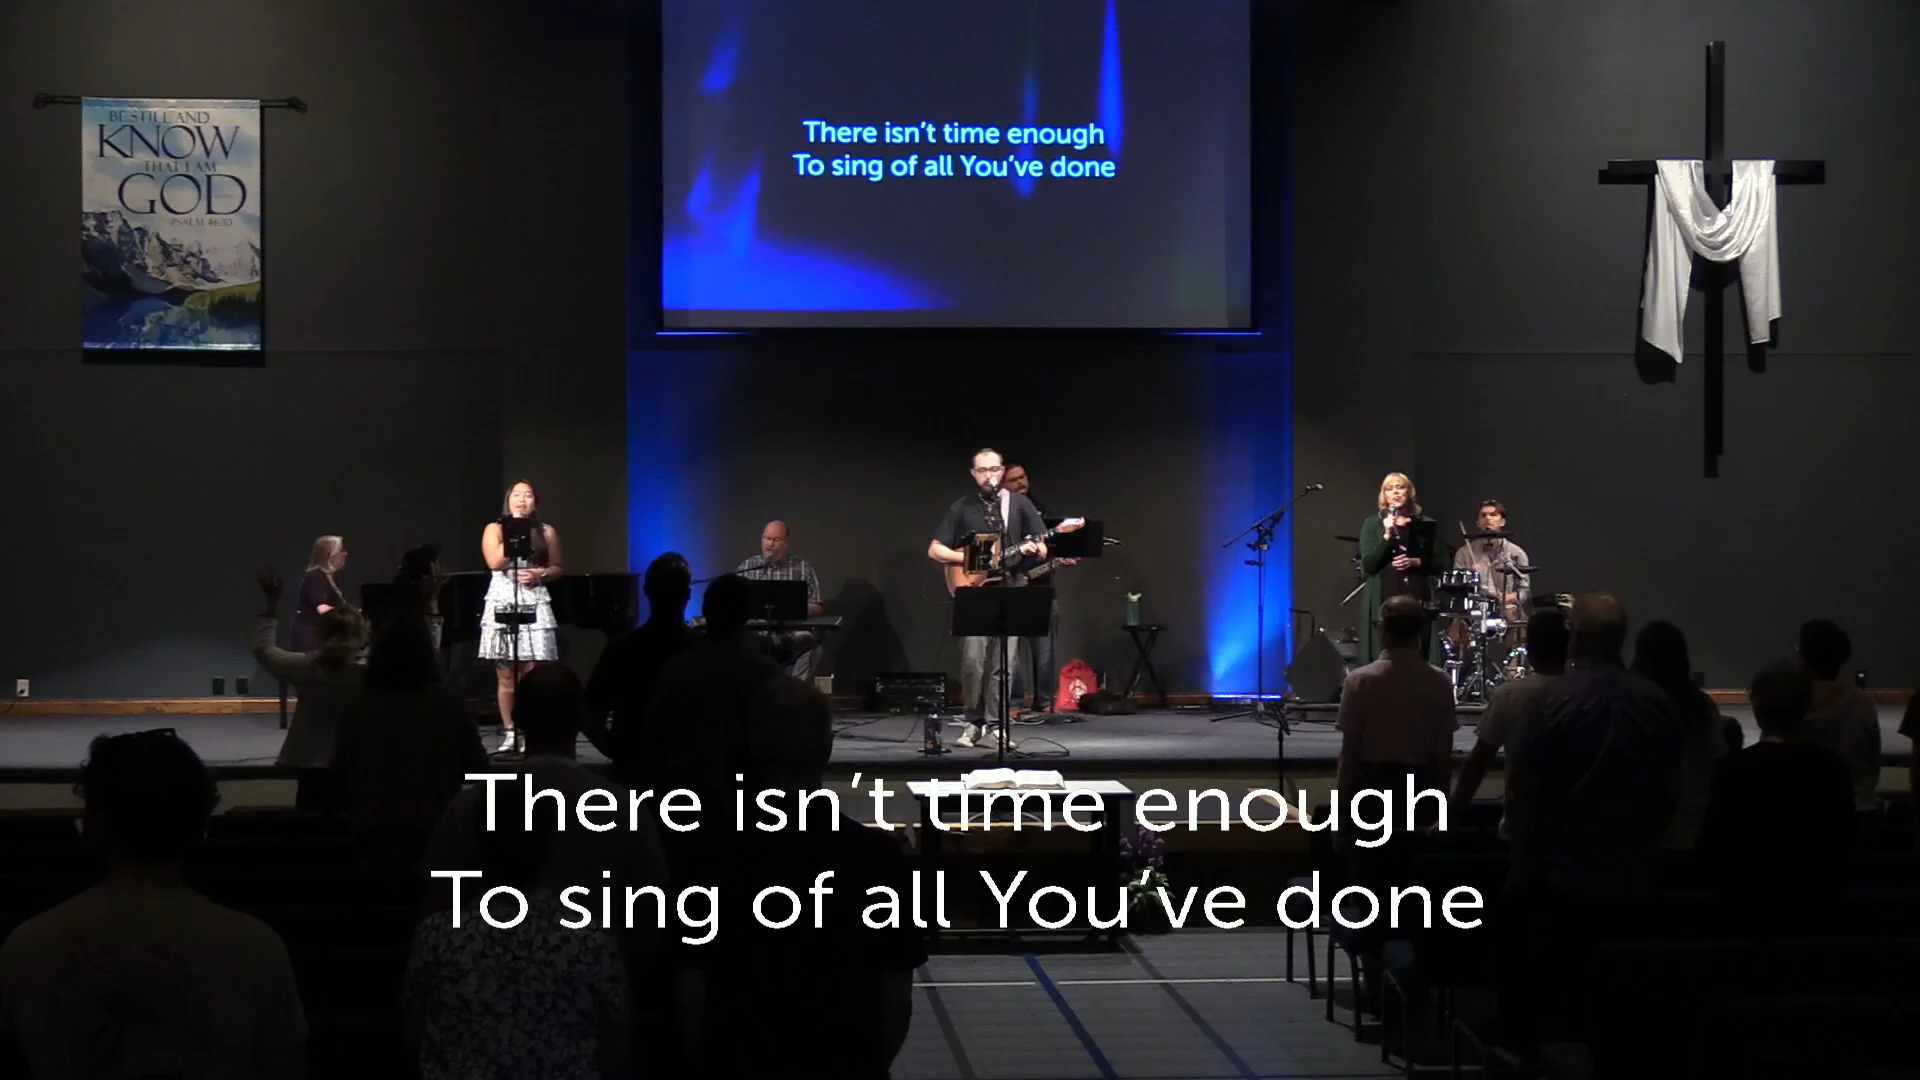 BE STILL AND
KNOW
THAT I AM
GOD
PSALM 46:10
There isn't time enough
To sing of all You've done
There isn’t time enough
To sing of all You’ve done